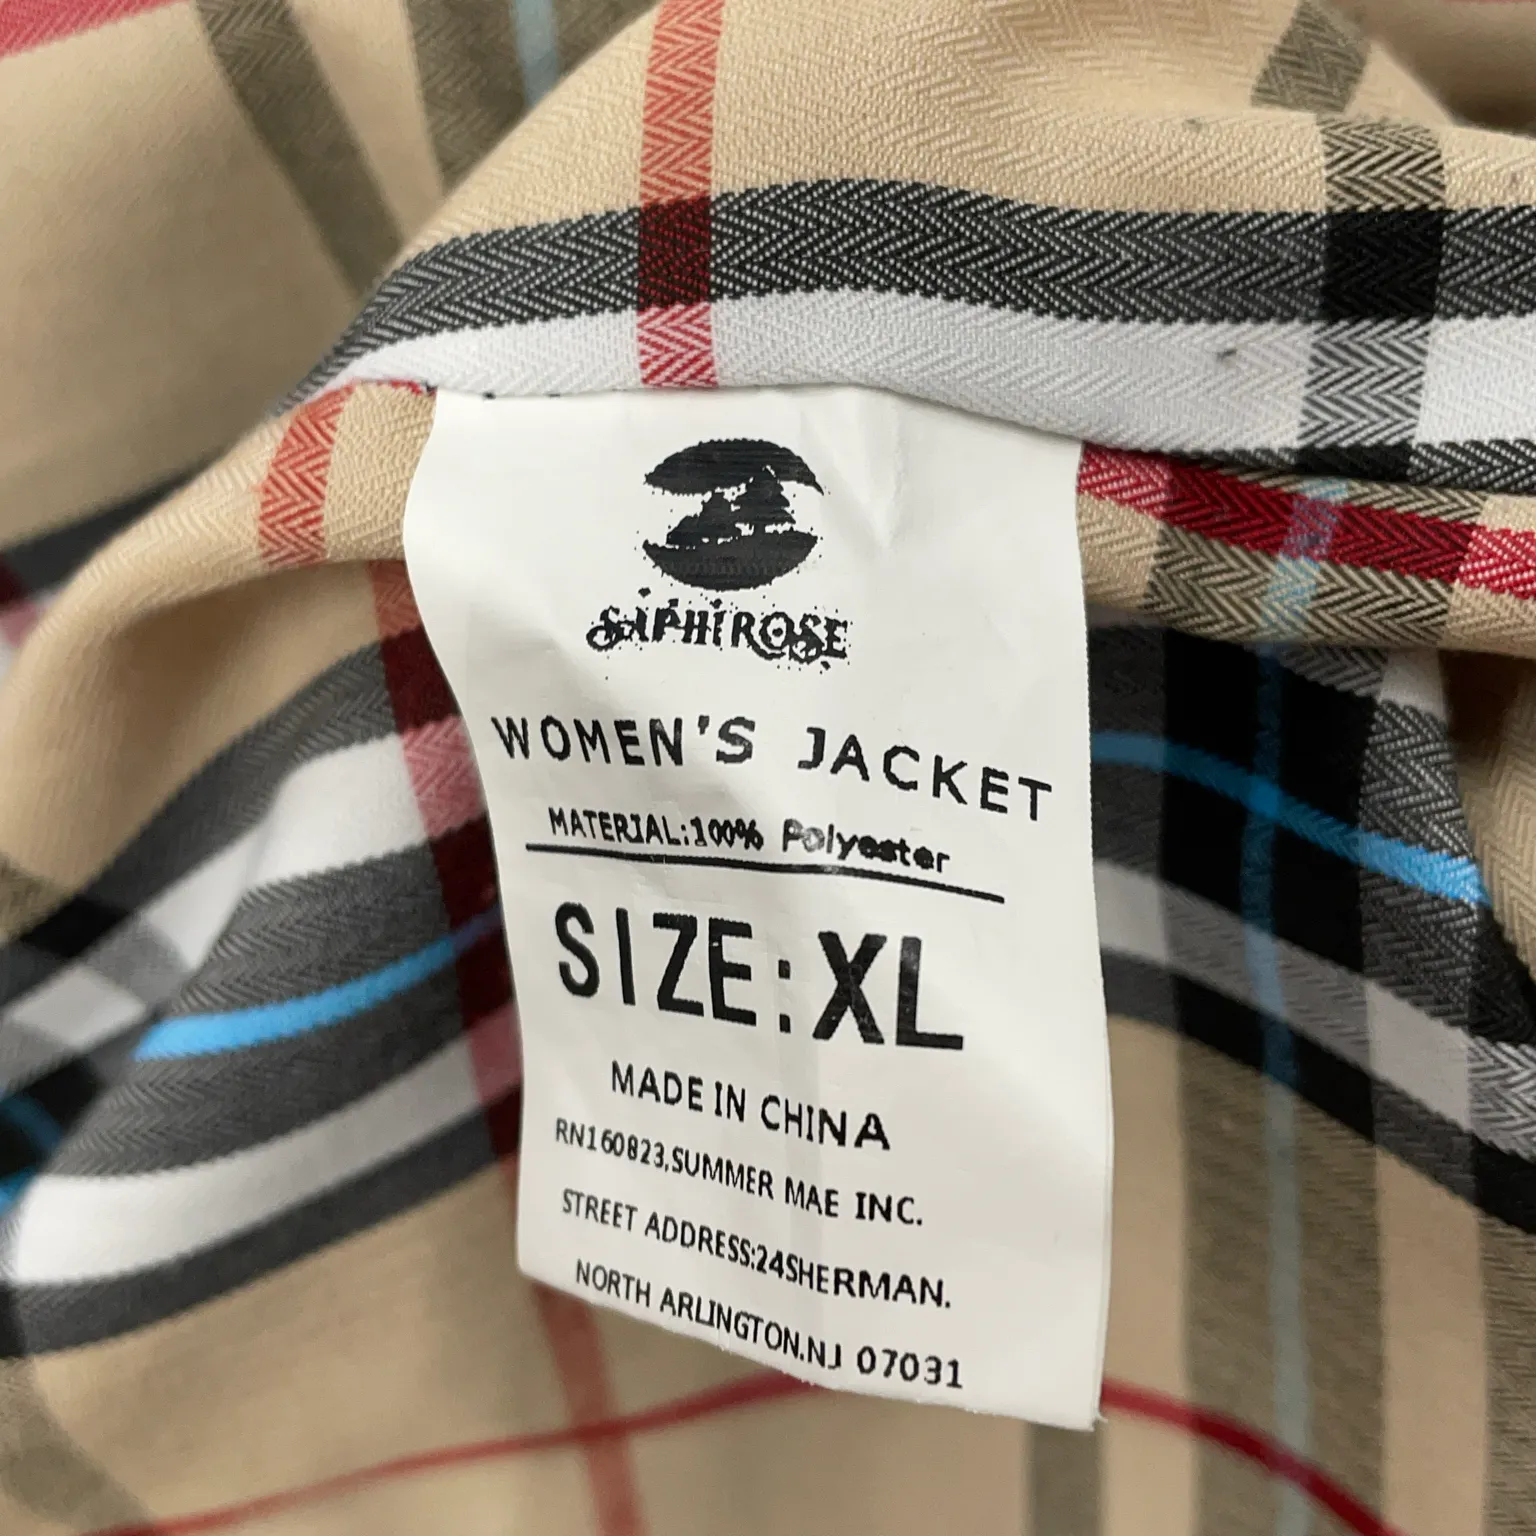 SAPHIROSE
WOMEN'S JACKET
MATERIAL:100% Polyester
SIZE:XL
MADE IN CHINA
RN160823,SUMMER MAE INC.
STREET ADDRESS:24SHERMAN.
NORTH ARLINGTON.NJ 07031